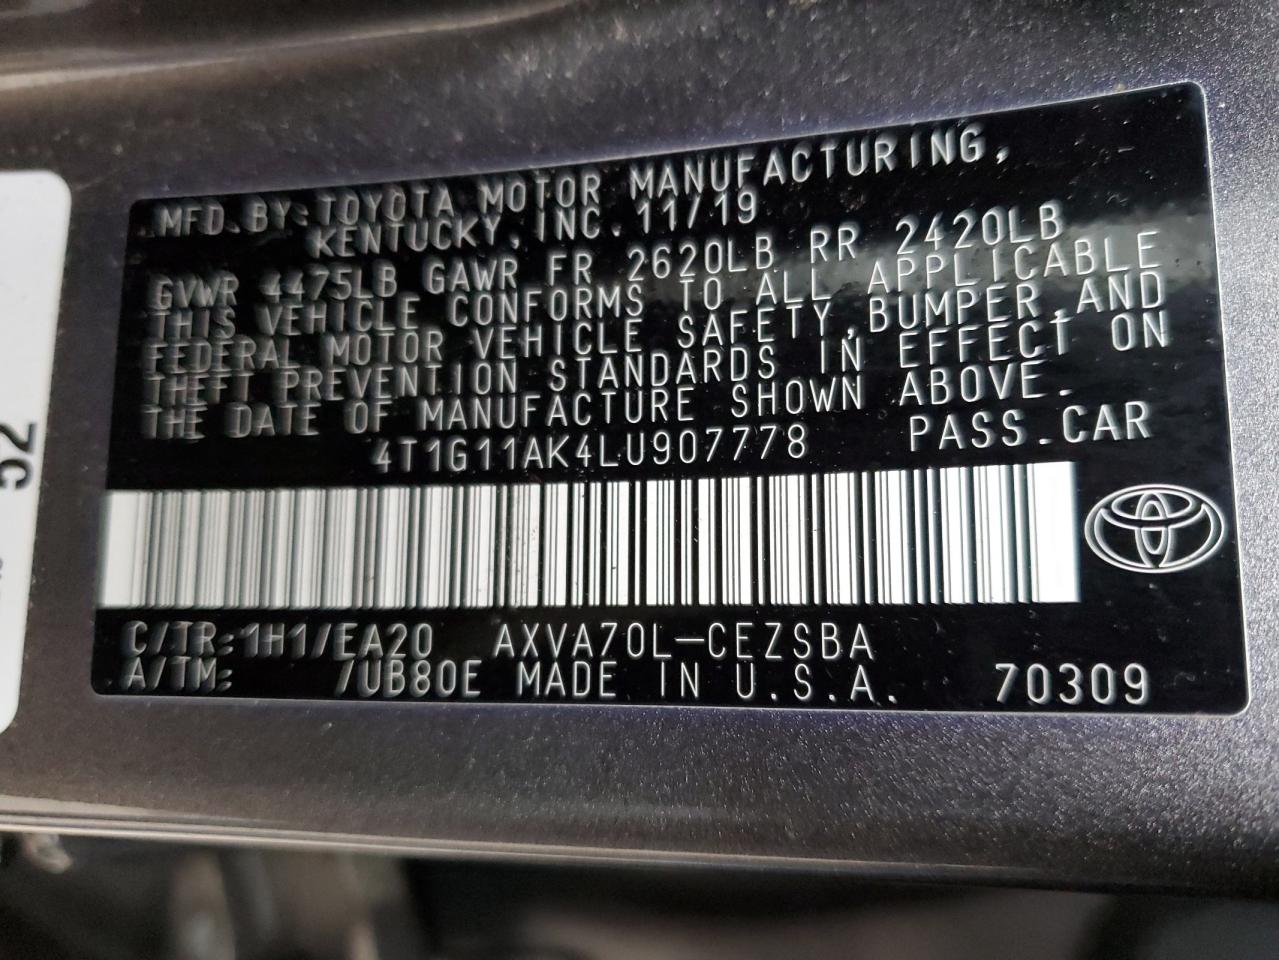 MFD.BY:TOYOTA MOTOR MANUFACTURING,
KENTUCKY, INC. 11/19
GVWR 4475LB GAWR FR 2620LB RR 2420LB
THIS VEHICLE CONFORMS TO ALL APPLICABLE
FEDERAL MOTOR VEHICLE SAFETY,BUMPER,AND
THEFT PREVENTION STANDARDS IN EFFECT ON
THE DATE OF MANUFACTURE SHOWN ABOVE.
4T1G11AK4LU907778 PASS.CAR
C/TR:1H1/EA20 AXVA70L-CEZSBA
A/TM: /UB80E MADE IN U.S.A. 70309
52